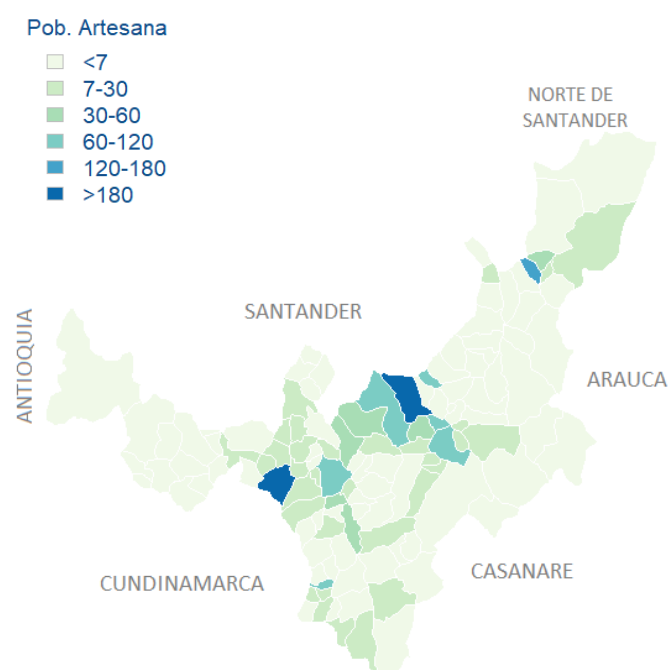 Pob. Artesana
<7
7-30
30-60
60-120
120-180
>180
NORTE DE
SANTANDER
SANTANDER
ANTIOQUIA
ARAUCA
CASANARE
CUNDINAMARCA